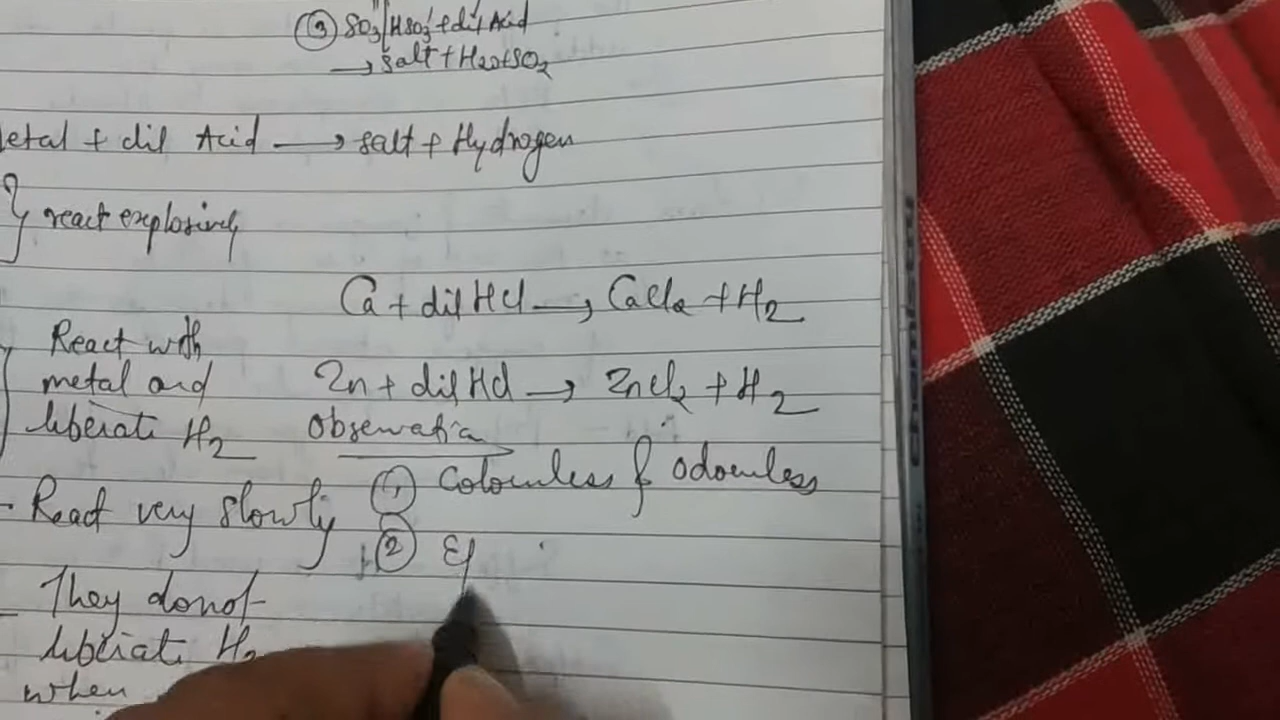 ③ SO₃"/HSO₃' + dil Acid
→ salt + H₂O + SO₂
etal + dil Acid → salt + Hydrogen
react explosively
Ca + dil HCl → CaCl₂ + H₂
React with
metal and
liberate H₂
Zn + dil HCl → ZnCl₂ + H₂
Observation
① Colourless & Odourless
- React very slowly
② Ef
- They donot
liberate H₂
when